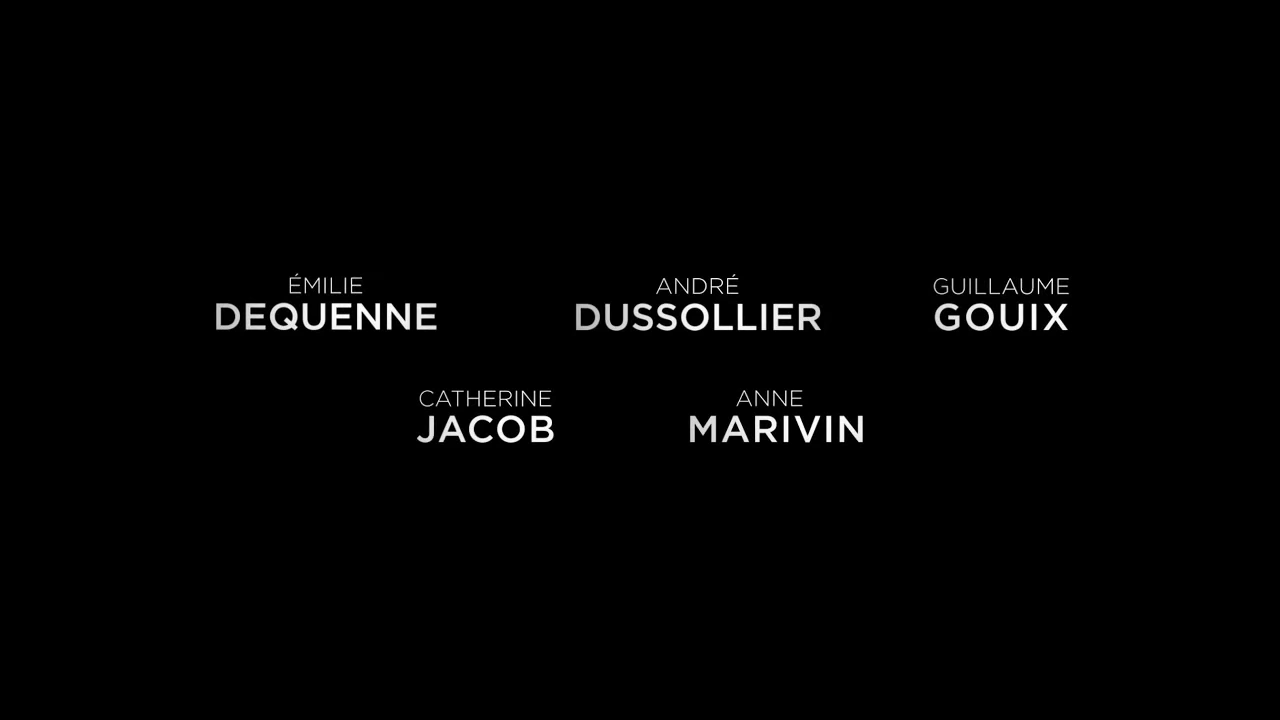 ÉMILIE
DEQUENNE
ANDRÉ
DUSSOLLIER
GUILLAUME
GOUIX
CATHERINE
JACOB
ANNE
MARIVIN